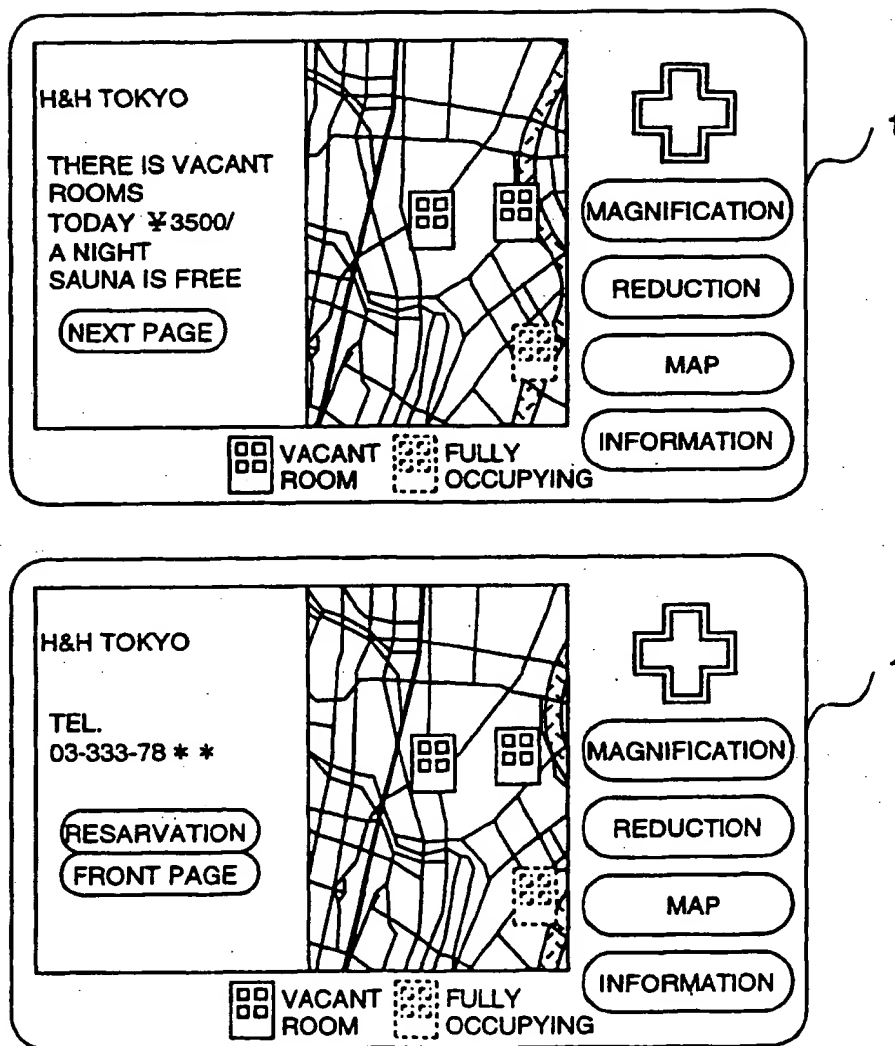 H&H TOKYO
THERE IS VACANT
ROOMS
TODAY ¥3500/
A NIGHT
SAUNA IS FREE
NEXT PAGE
MAGNIFICATION
REDUCTION
MAP
INFORMATION
VACANT
ROOM
FULLY
OCCUPYING
H&H TOKYO
TEL.
03-333-78 * *
RESARVATION
FRONT PAGE
MAGNIFICATION
REDUCTION
MAP
INFORMATION
VACANT
ROOM
FULLY
OCCUPYING